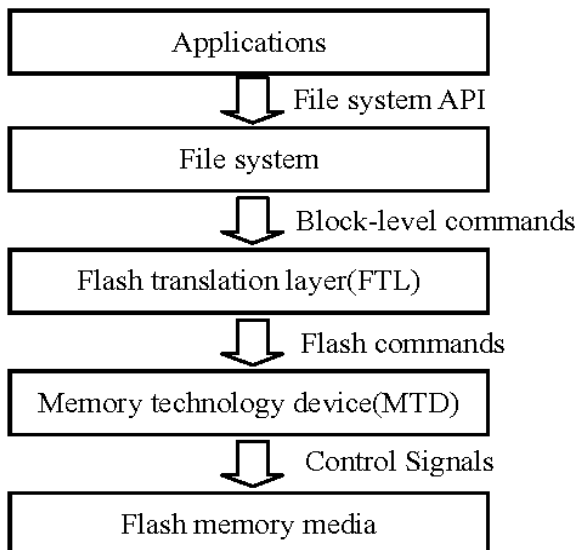 Applications
File system API
File system
Block-level commands
Flash translation layer(FTL)
Flash commands
Memory technology device(MTD)
Control Signals
Flash memory media